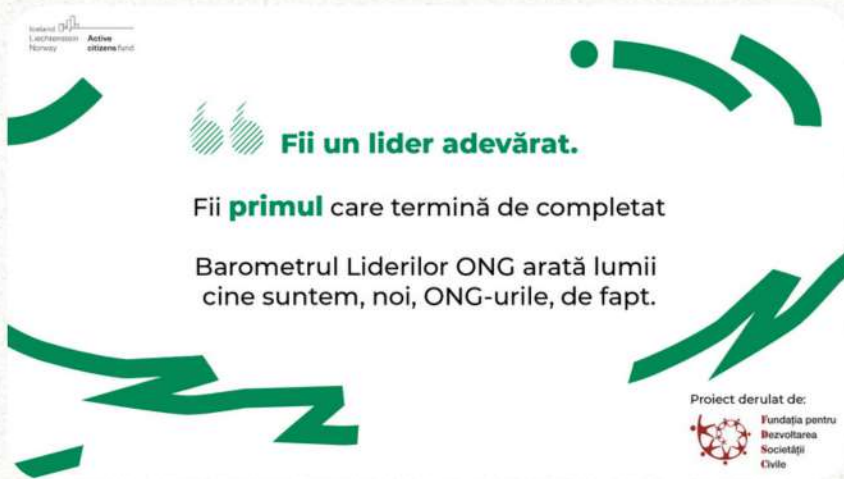 Iceland
Liechtenstein Active
Norway citizens fund
Fii un lider adevărat.
Fii primul care termină de completat
Barometrul Liderilor ONG arată lumii
cine suntem, noi, ONG-urile, de fapt.
Proiect derulat de:
Fundația pentru
Dezvoltarea
Societății
Civile